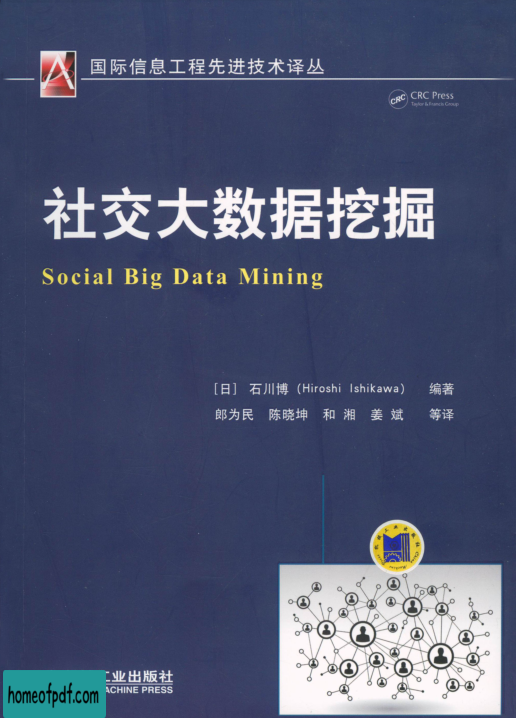 国际信息工程先进技术译丛
CRC
CRC Press
Taylor & Francis Group
社交大数据挖掘
Social Big Data Mining
[日] 石川博（Hiroshi Ishikawa） 编著
郎为民 陈晓坤 和 湘 姜 斌 等译
工业出版社
MACHINE PRESS
homeofpdf.com